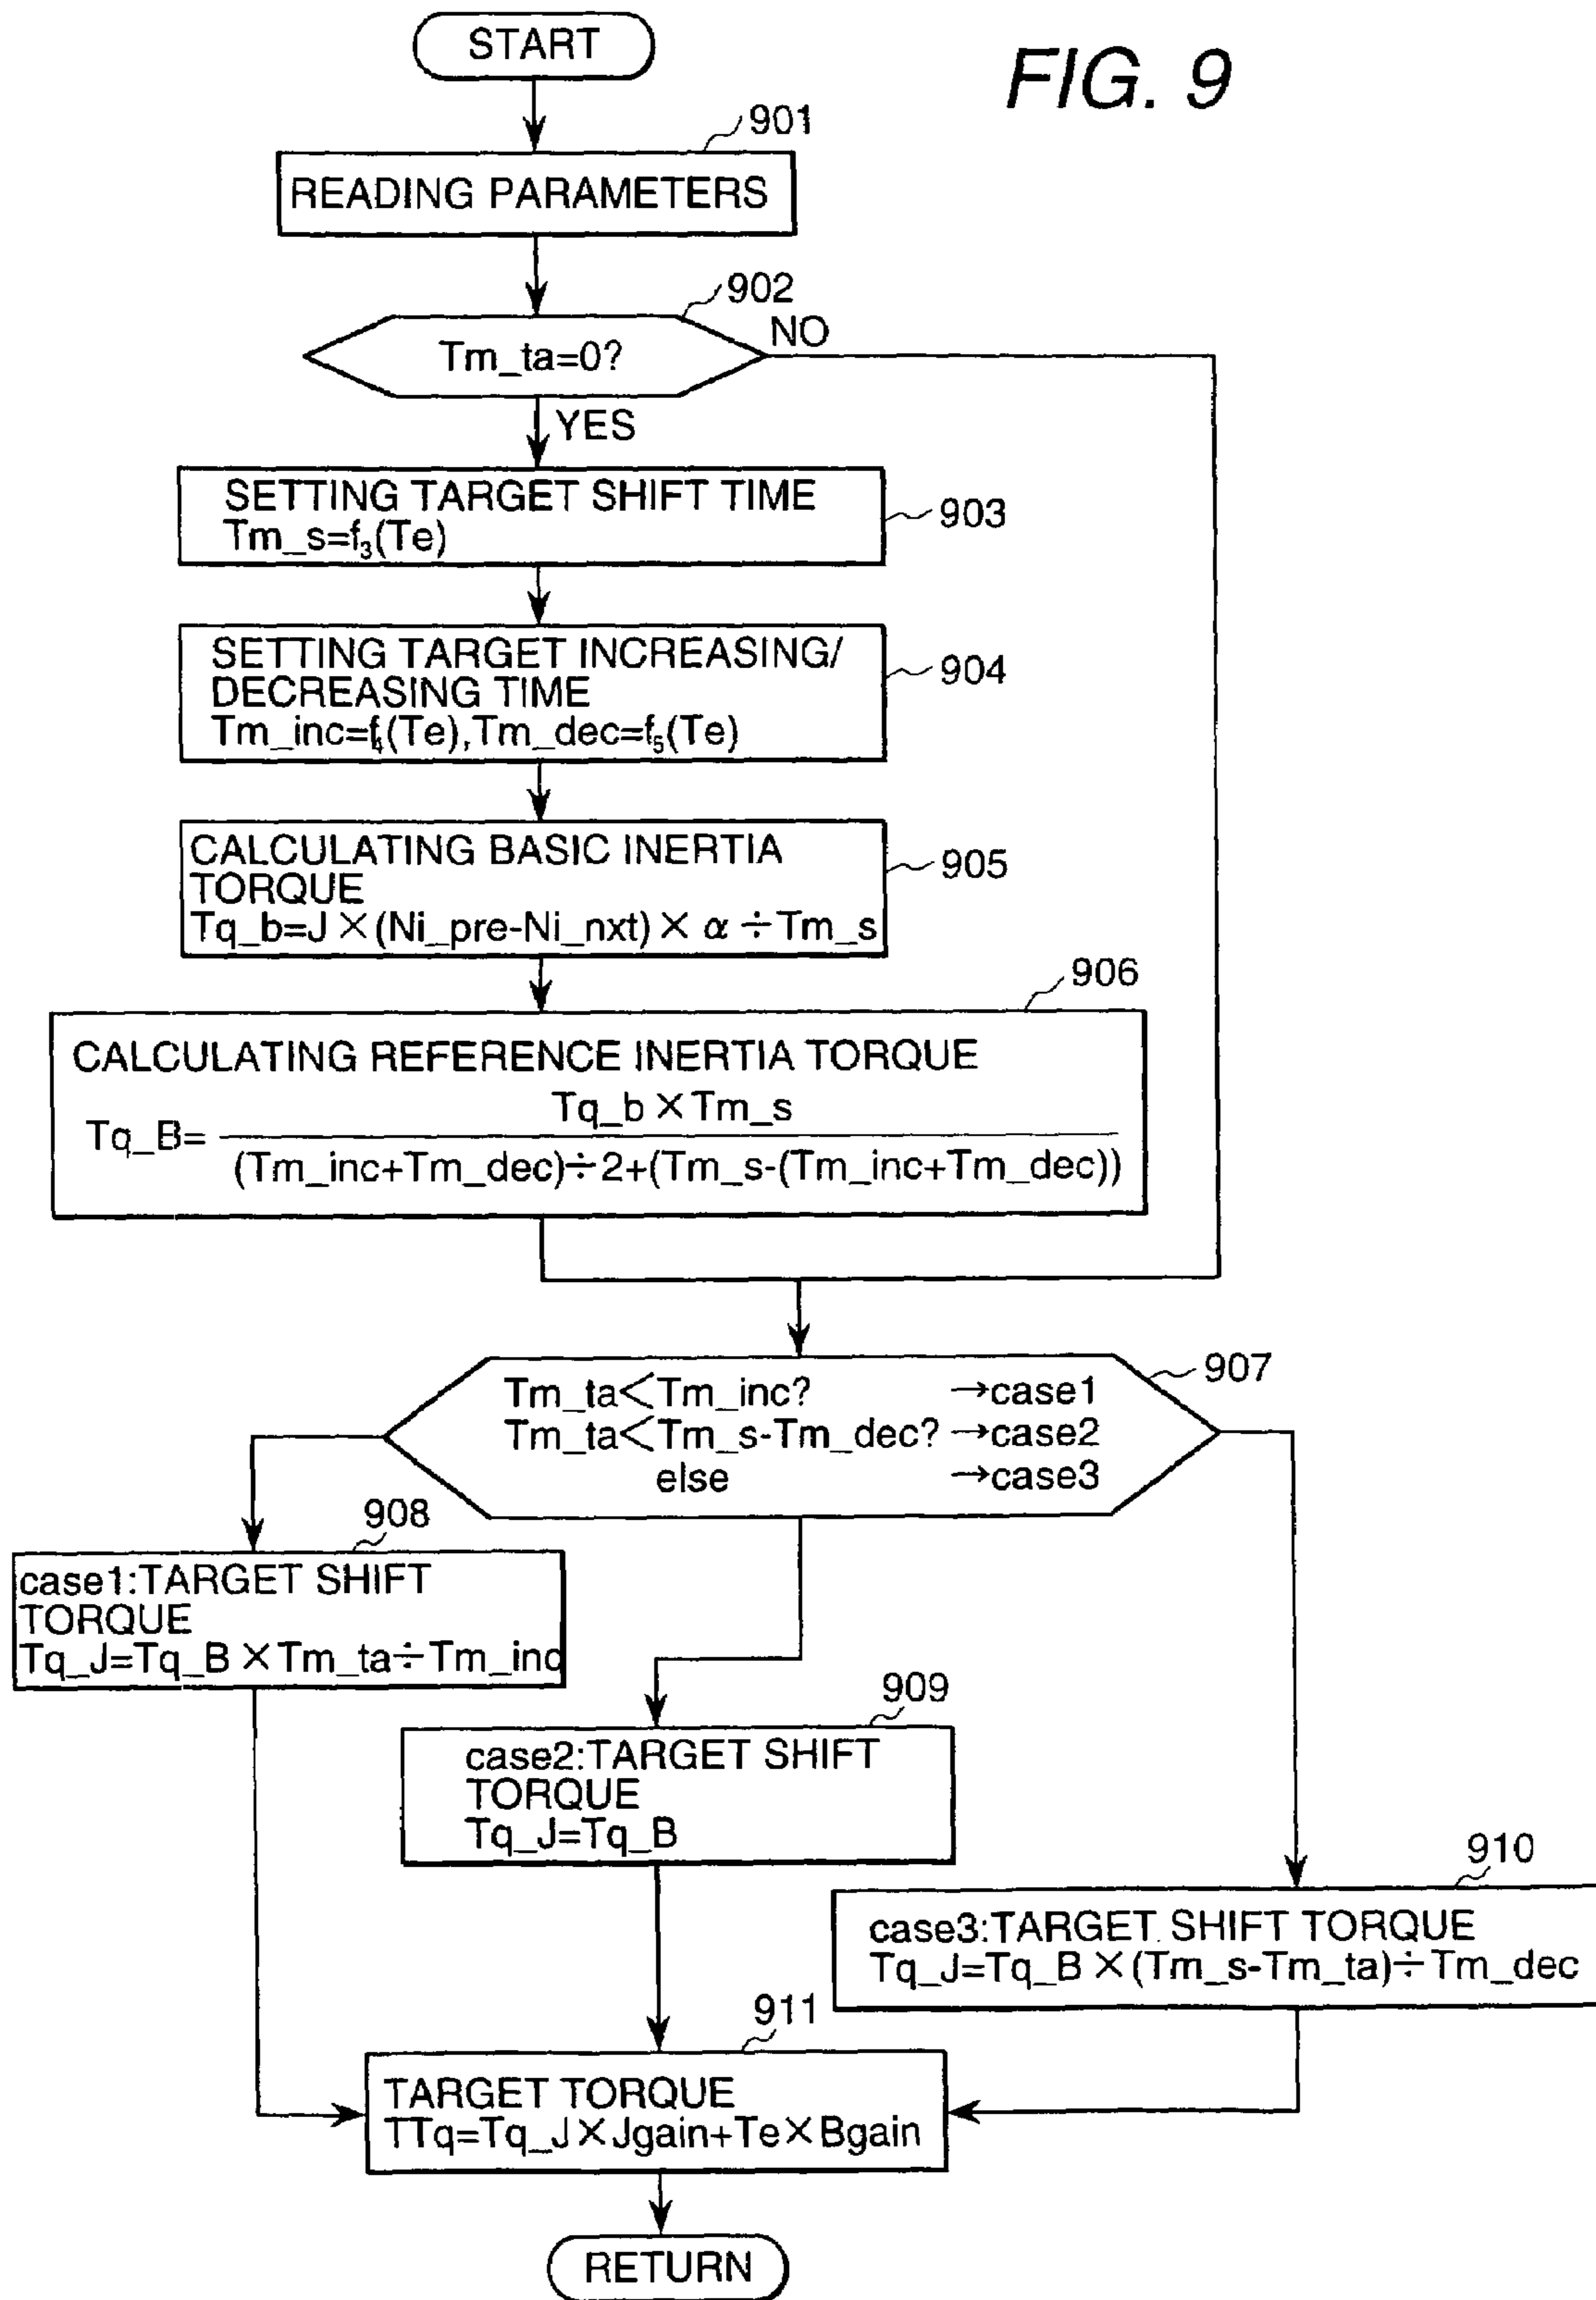 START
FIG. 9
901
READING PARAMETERS
902
Tm_ta=0?
NO
YES
SETTING TARGET SHIFT TIME
Tm_s=f₃(Te)
903
SETTING TARGET INCREASING/
DECREASING TIME
Tm_inc=f₄(Te),Tm_dec=f₅(Te)
904
CALCULATING BASIC INERTIA
TORQUE
Tq_b=J×(Ni_pre-Ni_nxt)×α÷Tm_s
905
906
CALCULATING REFERENCE INERTIA TORQUE
Tq_b×Tm_s
Tq_B=
(Tm_inc+Tm_dec)÷2+(Tm_s-(Tm_inc+Tm_dec))
907
Tm_ta<Tm_inc? →case1
Tm_ta<Tm_s-Tm_dec? →case2
else →case3
908
case1:TARGET SHIFT
TORQUE
Tq_J=Tq_B×Tm_ta÷Tm_inc
909
case2:TARGET SHIFT
TORQUE
Tq_J=Tq_B
910
case3:TARGET SHIFT TORQUE
Tq_J=Tq_B×(Tm_s-Tm_ta)÷Tm_dec
911
TARGET TORQUE
TTq=Tq_J×Jgain+Te×Bgain
RETURN